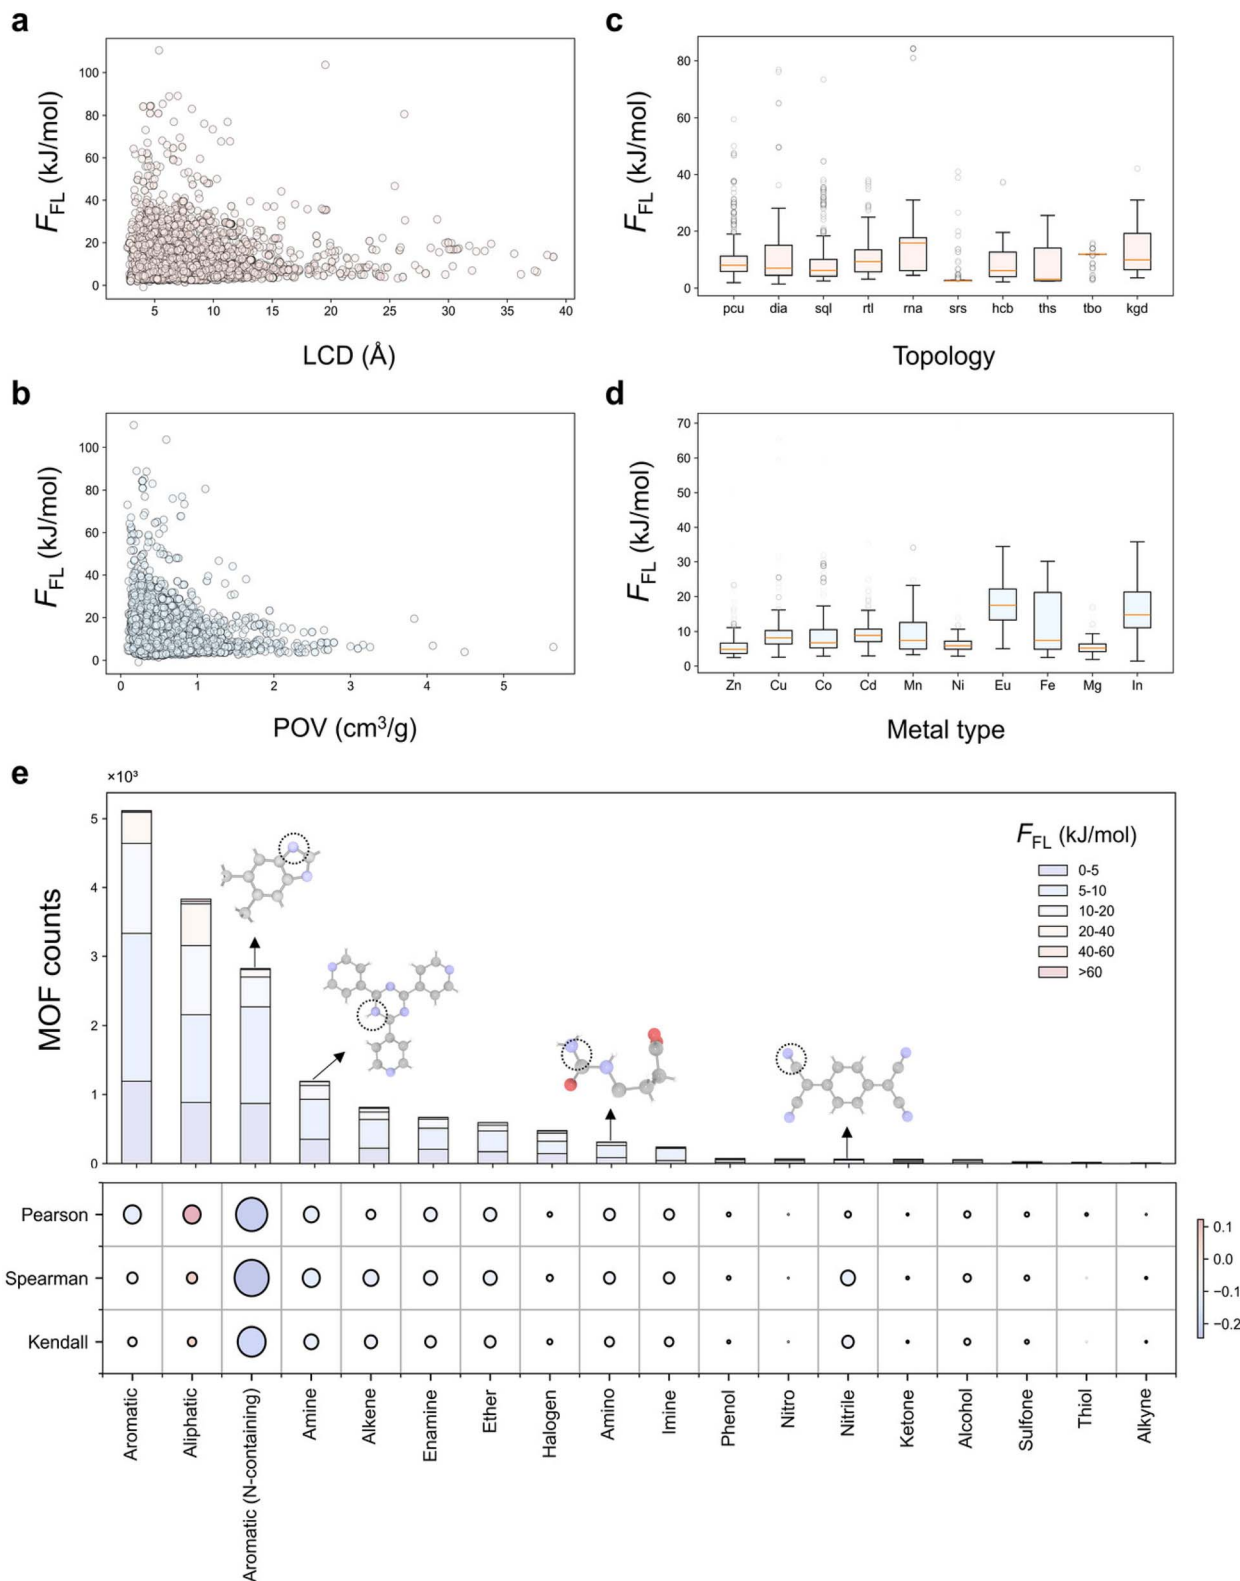 a
100
80
60
40
20
0
F_FL (kJ/mol)
5 10 15 20 25 30 35 40
LCD (Å)
c
80
60
40
20
0
F_FL (kJ/mol)
pcu dia sql rtl rna srs hcb ths tbo kgd
Topology
b
100
80
60
40
20
0
F_FL (kJ/mol)
0 1 2 3 4 5
POV (cm³/g)
d
70
60
50
40
30
20
10
0
F_FL (kJ/mol)
Zn Cu Co Cd Mn Ni Eu Fe Mg In
Metal type
e
×10³
5
4
3
2
1
0
MOF counts
F_FL (kJ/mol)
0-5
5-10
10-20
20-40
40-60
>60
Pearson
Spearman
Kendall
0.1
0.0
−0.1
−0.2
Aromatic
Aliphatic
Aromatic (N-containing)
Amine
Alkene
Enamine
Ether
Halogen
Amino
Imine
Phenol
Nitro
Nitrile
Ketone
Alcohol
Sulfone
Thiol
Alkyne